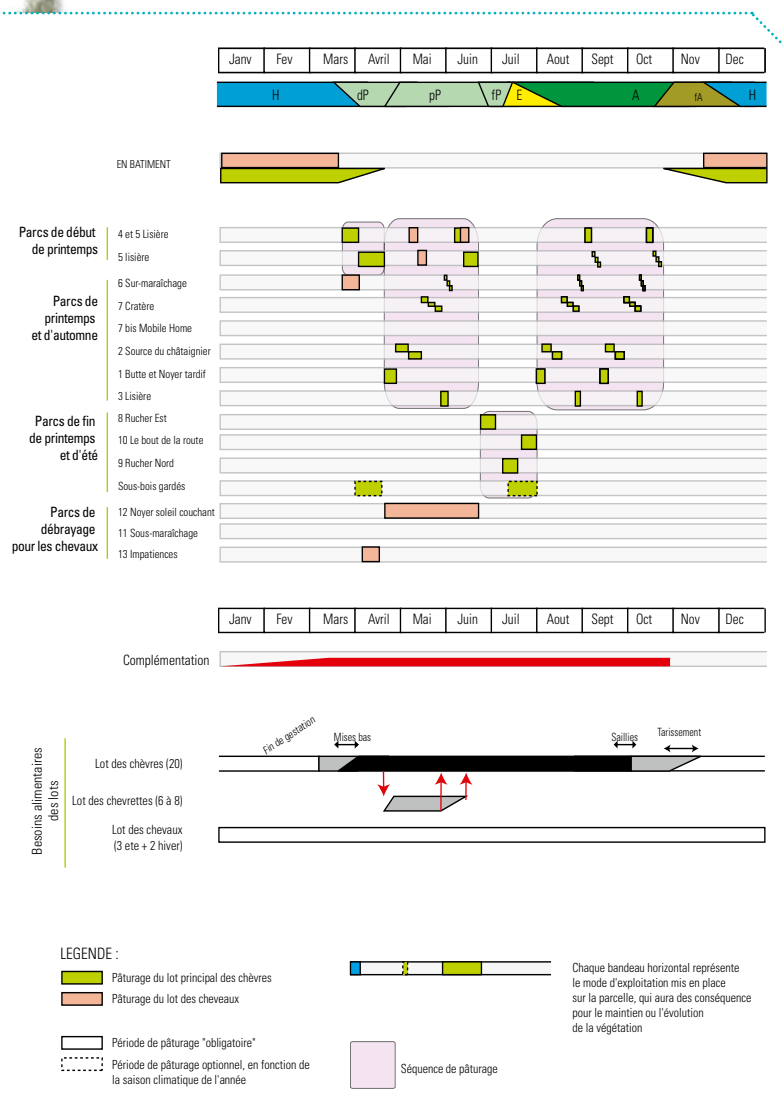 Janv Fev Mars Avril Mai Juin Juil Aout Sept Oct Nov Dec
H dP pP fP E A fA H
EN BATIMENT
Parcs de début
de printemps
4 et 5 Lisière
5 lisière
Parcs de
printemps
et d'automne
6 Sur-maraîchage
7 Cratère
7 bis Mobile Home
2 Source du châtaignier
1 Butte et Noyer tardif
3 Lisière
Parcs de fin
de printemps
et d'été
8 Rucher Est
10 Le bout de la route
9 Rucher Nord
Sous-bois gardés
Parcs de
débrayage
pour les chevaux
12 Noyer soleil couchant
11 Sous-maraîchage
13 Impatiences
Janv Fev Mars Avril Mai Juin Juil Aout Sept Oct Nov Dec
Complémentation
Besoins alimentaires
des lots
Fin de gestation
Mises bas
Saillies
Tarissement
Lot des chèvres (20)
Lot des chevrettes (6 à 8)
Lot des chevaux
(3 ete + 2 hiver)
LEGENDE :
Pâturage du lot principal des chèvres
Pâturage du lot des cheveaux
Période de pâturage "obligatoire"
Période de pâturage optionnel, en fonction de
la saison climatique de l'année
Chaque bandeau horizontal représente
le mode d'exploitation mis en place
sur la parcelle, qui aura des conséquence
pour le maintien ou l'évolution
de la végétation
Séquence de pâturage